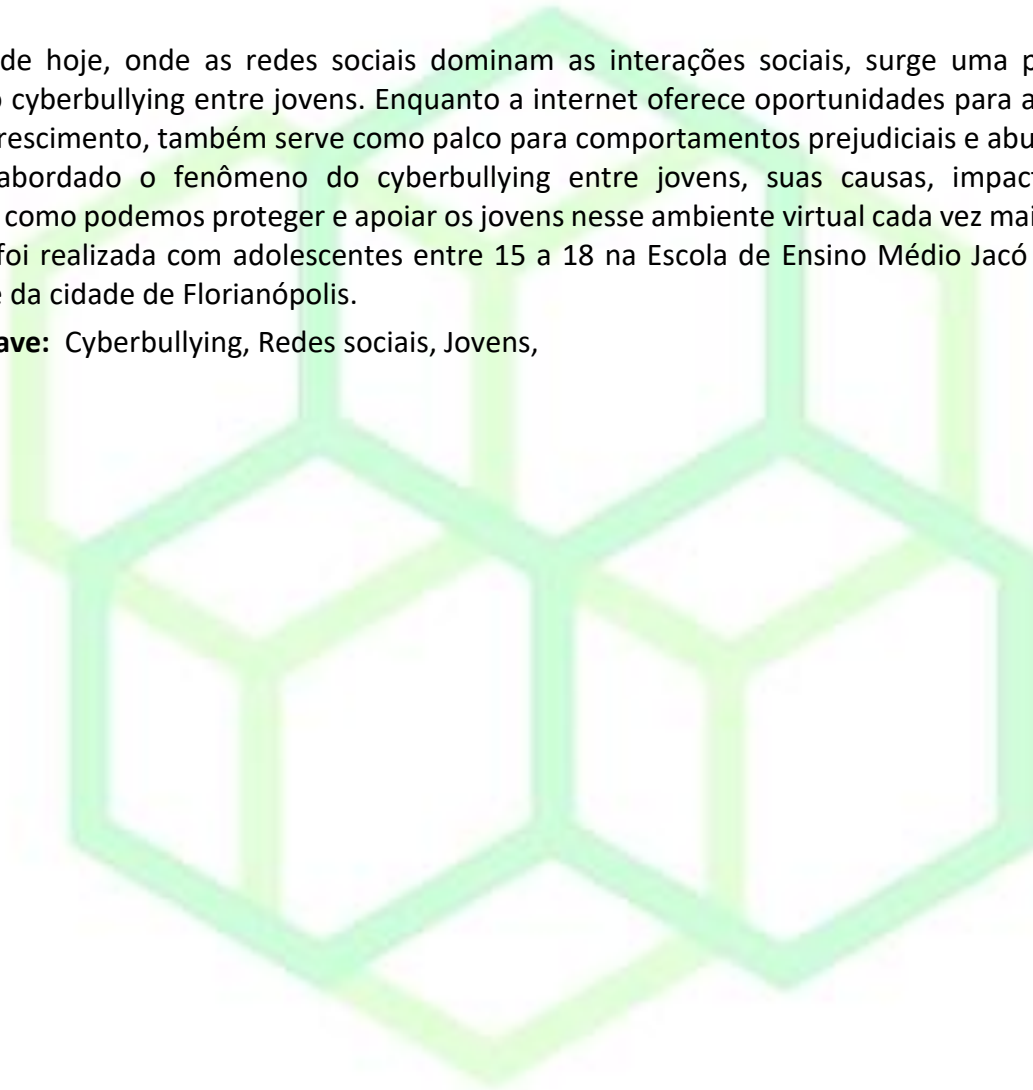 de hoje, onde as redes sociais dominam as interações sociais, surge uma p
cyberbullying entre jovens. Enquanto a internet oferece oportunidades para a
rescimento, também serve como palco para comportamentos prejudiciais e abu
abordado o fenômeno do cyberbullying entre jovens, suas causas, impact
como podemos proteger e apoiar os jovens nesse ambiente virtual cada vez mai
foi realizada com adolescentes entre 15 a 18 na Escola de Ensino Médio Jacó
e da cidade de Florianópolis.
ave: Cyberbullying, Redes sociais, Jovens,